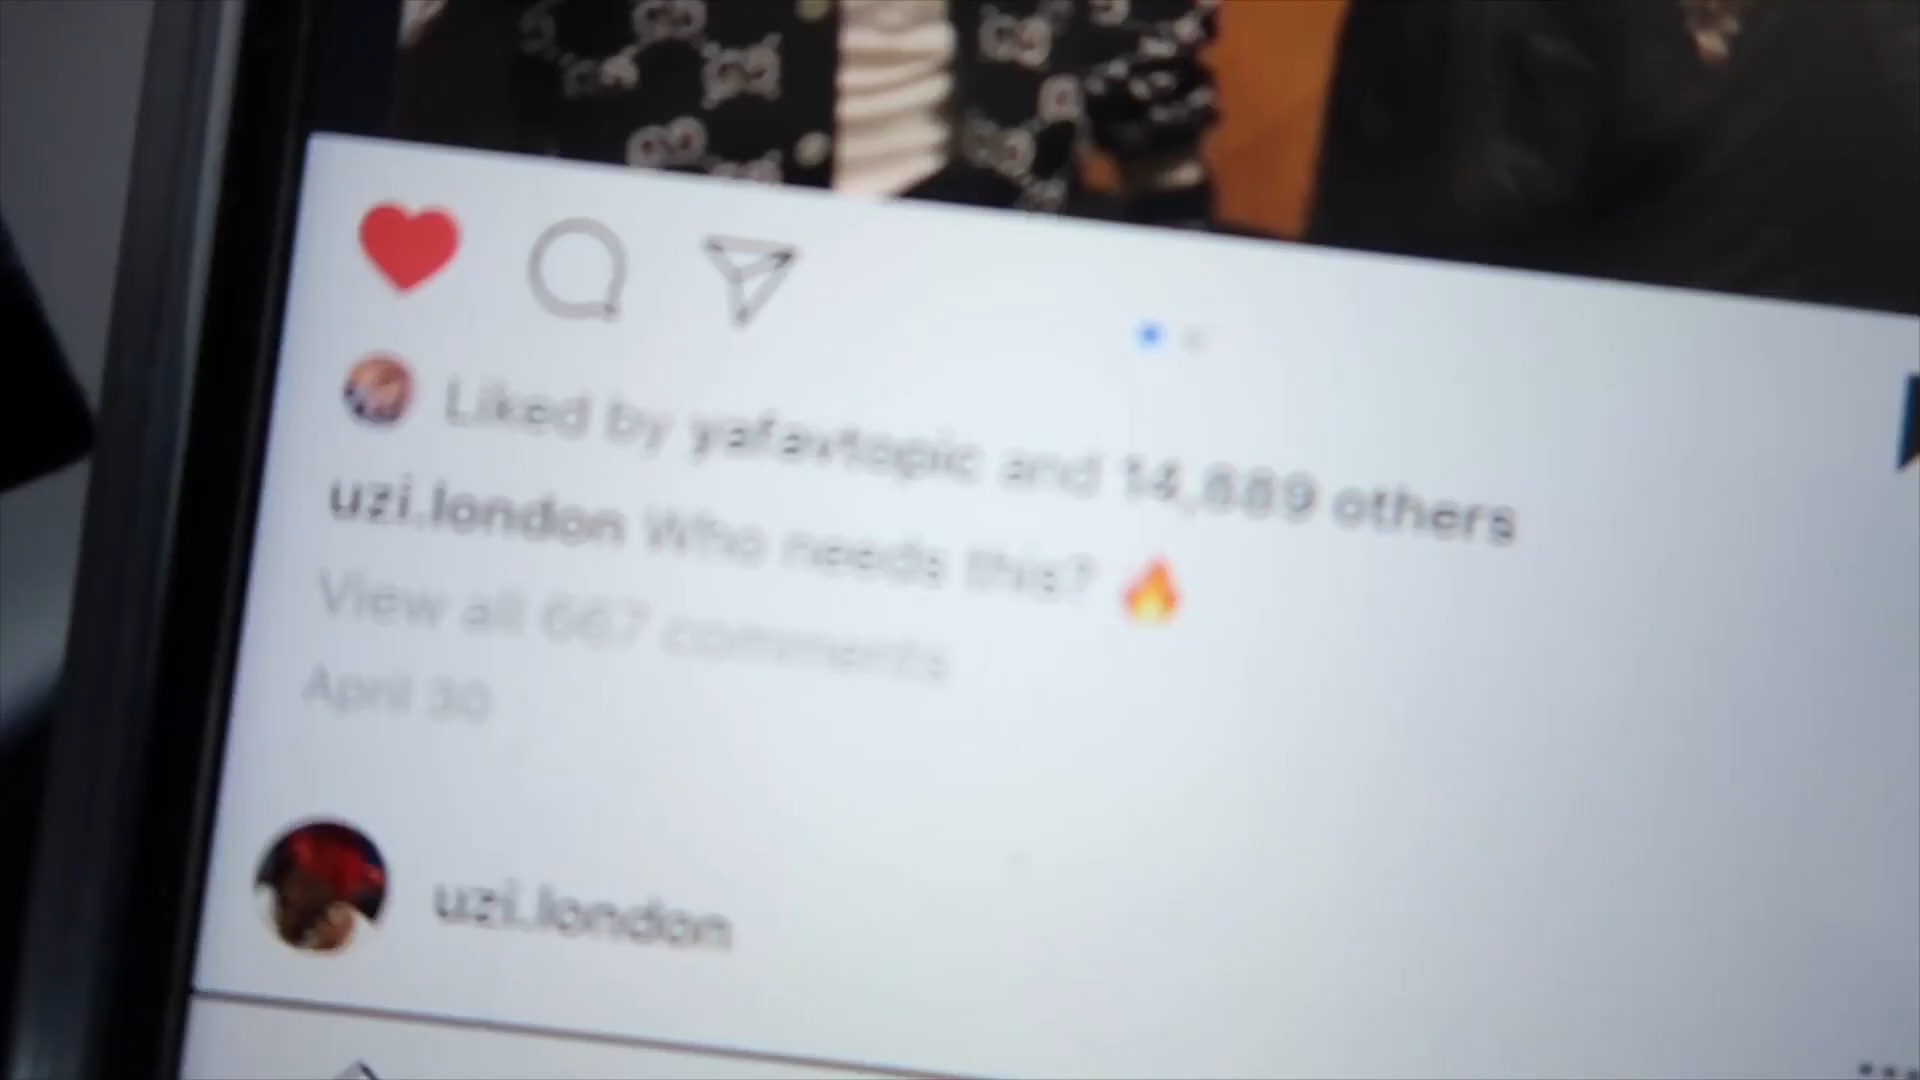 Liked by yafavtopic and 14,889 others
uzi.london Who needs this? 🔥
View all 667 comments
April 30
uzi.london